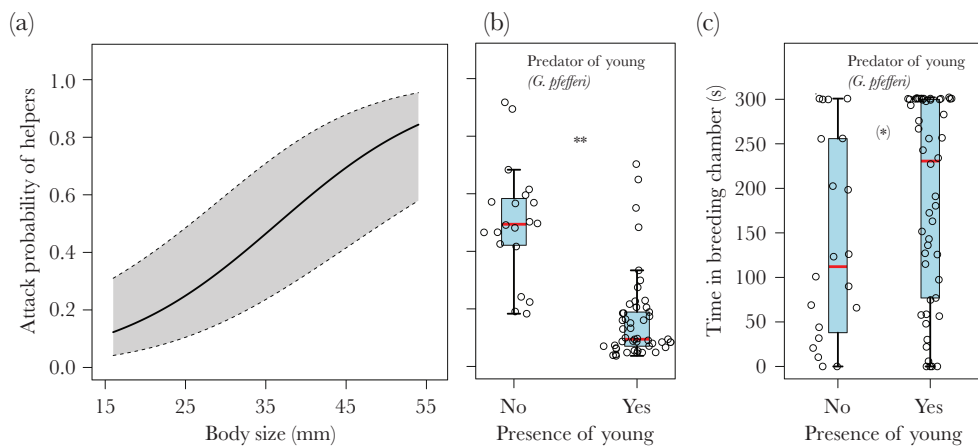 (a)
Attack probability of helpers
1.0
0.8
0.6
0.4
0.2
0.0
15
25
35
45
55
Body size (mm)
(b)
Predator of young
(G. pfefferi)
**
No
Yes
Presence of young
(c)
Time in breeding chamber (s)
300
250
200
150
100
50
0
Predator of young
(G. pfefferi)
(*)
No
Yes
Presence of young